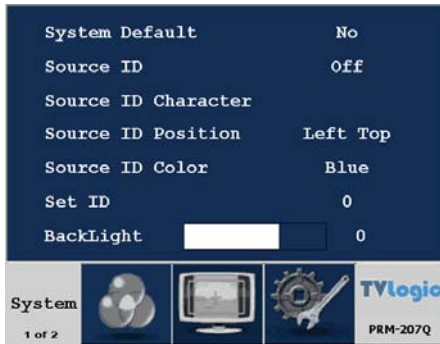 System Default No
Source ID Off
Source ID Character
Source ID Position Left Top
Source ID Color Blue
Set ID 0
BackLight 0
System
1 of 2
TVLogic
PRM-207Q